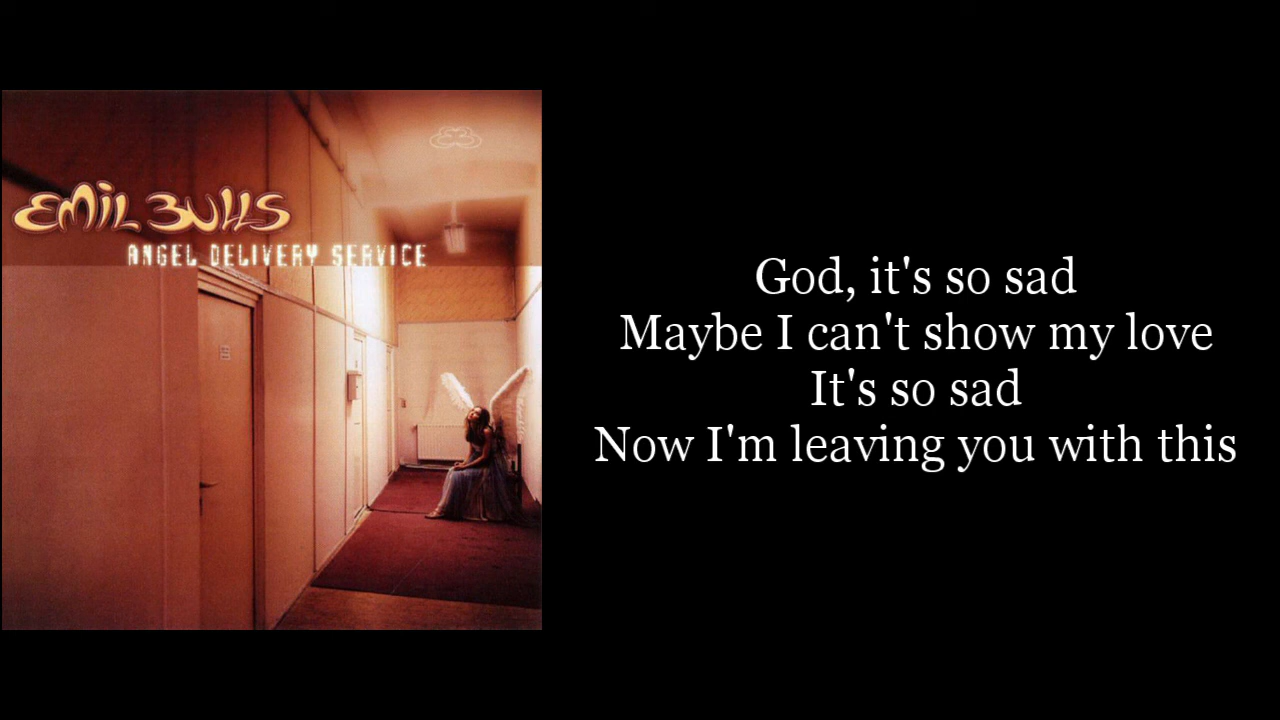 EMIL BULLS
ANGEL DELIVERY SERVICE
God, it's so sad
Maybe I can't show my love
It's so sad
Now I'm leaving you with this